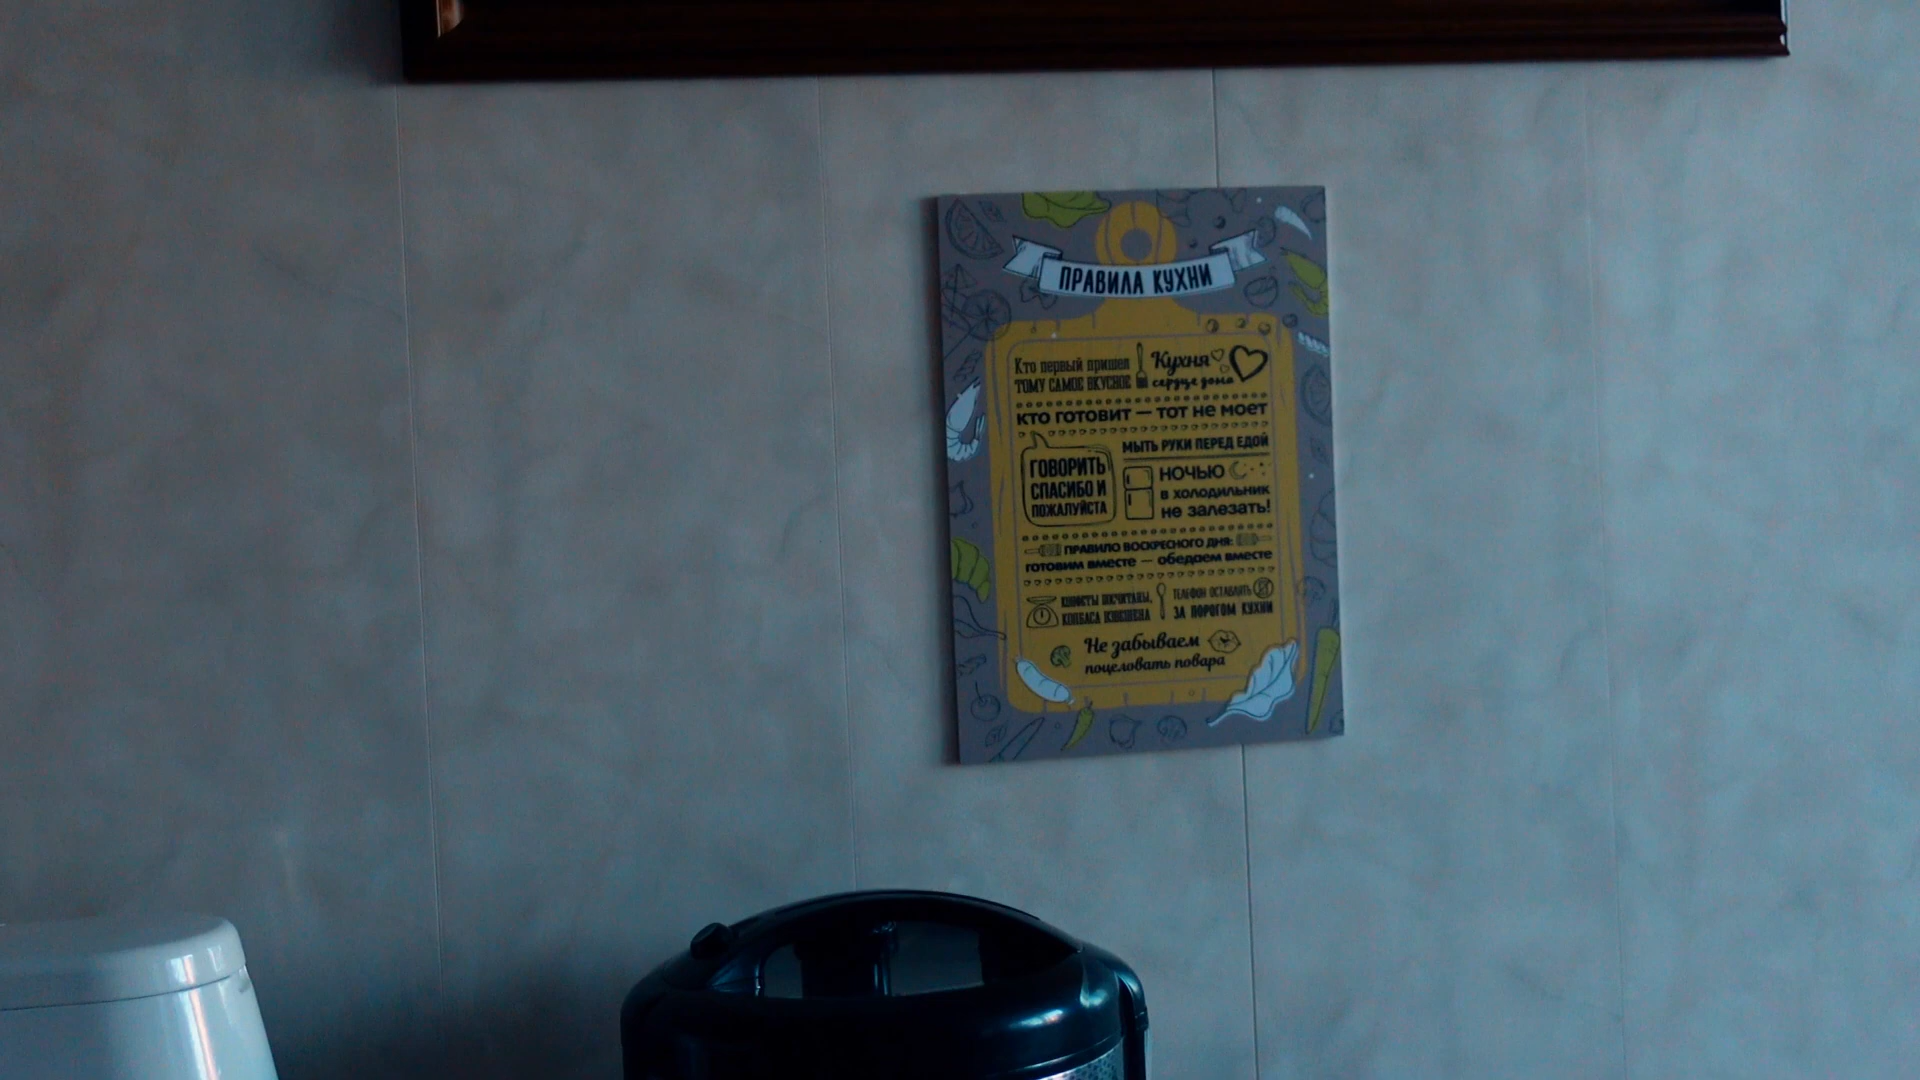 ПРАВИЛА КУХНИ
Кто первый пришел
ТОМУ САМОЕ ВКУСНОЕ
Кухня
сердце дома
КТО ГОТОВИТ — ТОТ НЕ МОЕТ
ГОВОРИТЬ
СПАСИБО И
ПОЖАЛУЙСТА
МЫТЬ РУКИ ПЕРЕД ЕДОЙ
НОЧЬЮ
в холодильник
не залезать!
ПРАВИЛО ВОСКРЕСНОГО ДНЯ:
готовим вместе — обедаем вместе
КОНФЕТЫ ПОСЧИТАНЫ,
КОЛБАСА ВЗВЕШЕНА
ТЕЛЕФОН ОСТАВЛЯТЬ
ЗА ПОРОГОМ КУХНИ
Не забываем
поцеловать повара